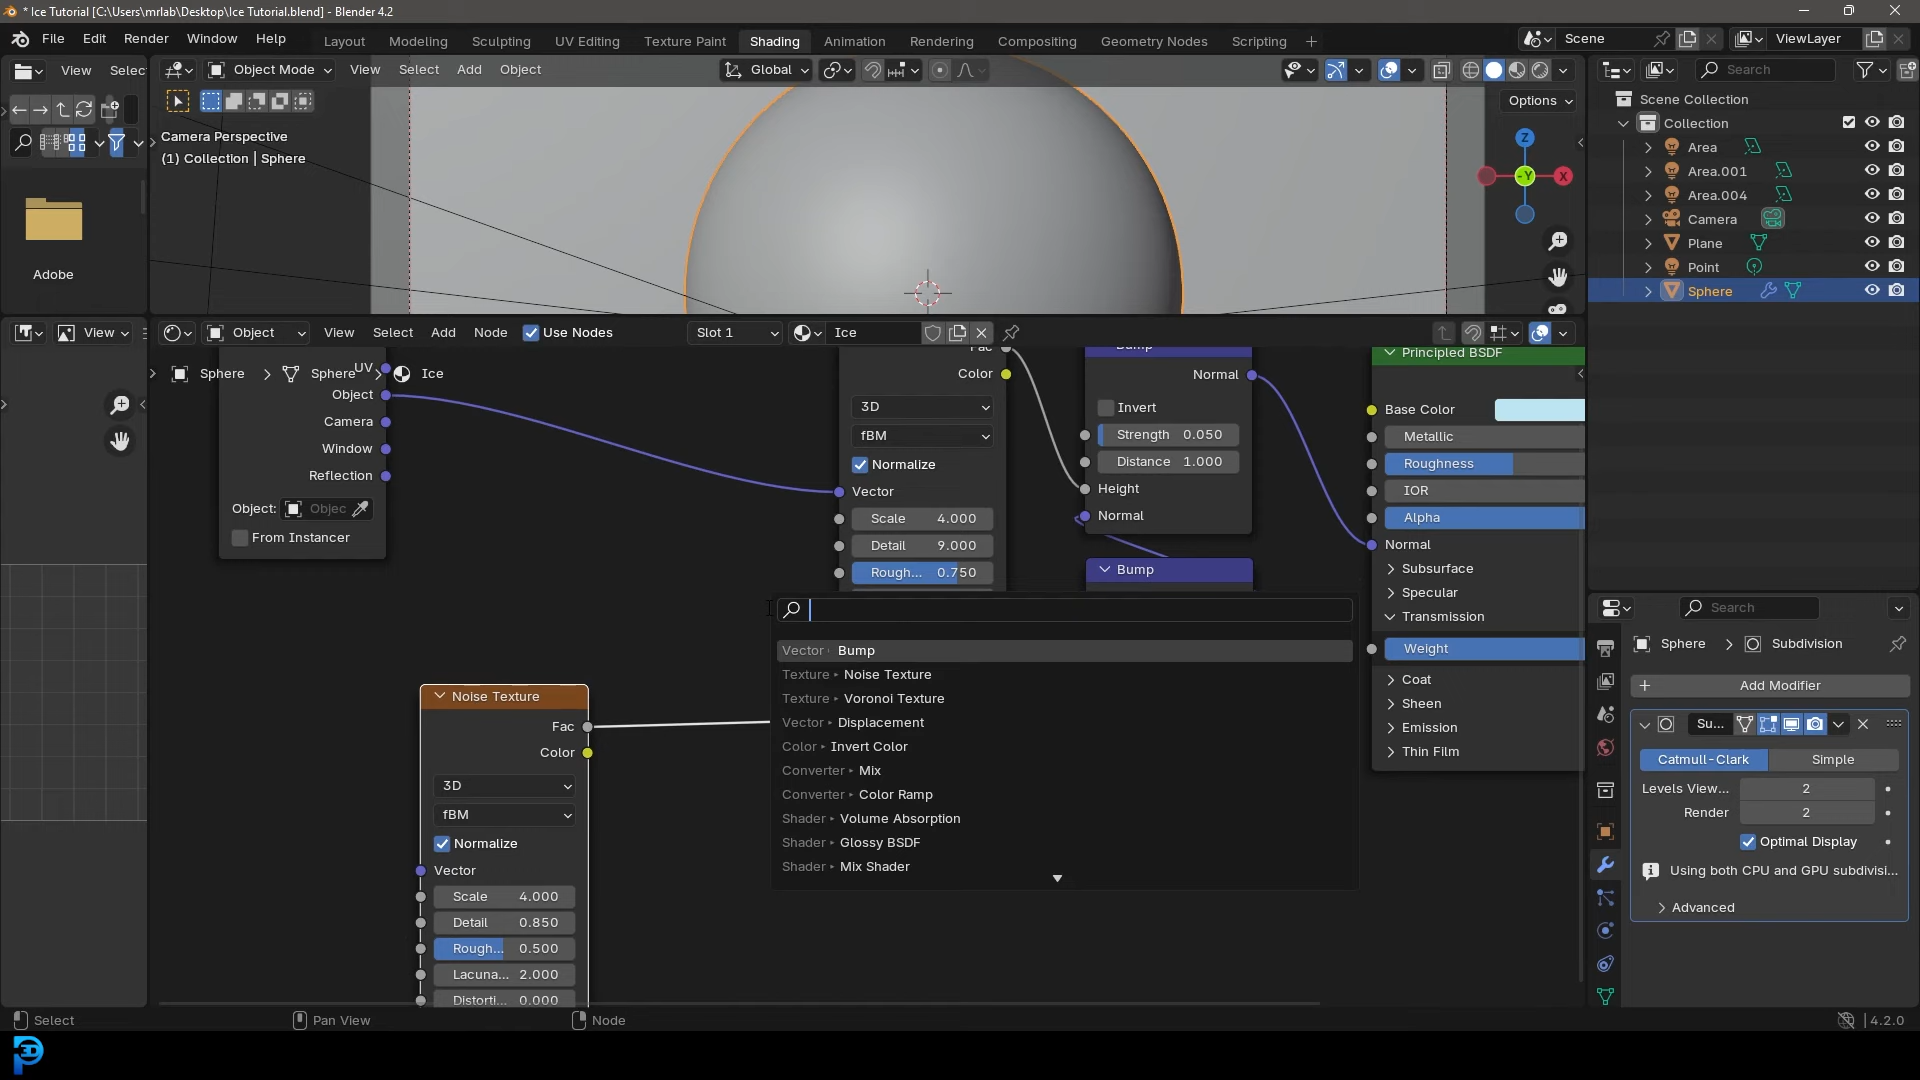 * Ice Tutorial [C:\Users\mrlab\Desktop\Ice Tutorial.blend] - Blender 4.2
File Edit Render Window Help
Layout Modeling Sculpting UV Editing Texture Paint Shading Animation Rendering Compositing Geometry Nodes Scripting +
Scene
ViewLayer
View Selec
Object Mode View Select Add Object
Global
Search
Options
Camera Perspective
(1) Collection | Sphere
Z
-Y
X
Adobe
Scene Collection
Collection
Area
Area.001
Area.004
Camera
Plane
Point
Sphere
View
Object View Select Add Node Use Nodes Slot 1 Ice
Sphere > Sphere > Ice
UV
Object
Camera
Window
Reflection
Object: Objec
From Instancer
Fac
Color
3D
fBM
Normalize
Vector
Scale 4.000
Detail 9.000
Rough... 0.750
Bump
Normal
Invert
Strength 0.050
Distance 1.000
Height
Normal
Bump
Principled BSDF
Base Color
Metallic
Roughness
IOR
Alpha
Normal
Subsurface
Specular
Transmission
Weight
Coat
Sheen
Emission
Thin Film
Vector ▸ Bump
Texture ▸ Noise Texture
Texture ▸ Voronoi Texture
Vector ▸ Displacement
Color ▸ Invert Color
Converter ▸ Mix
Converter ▸ Color Ramp
Shader ▸ Volume Absorption
Shader ▸ Glossy BSDF
Shader ▸ Mix Shader
Noise Texture
Fac
Color
3D
fBM
Normalize
Vector
Scale 4.000
Detail 0.850
Rough... 0.500
Lacuna... 2.000
Distorti... 0.000
Search
Sphere > Subdivision
+ Add Modifier
Su...
Catmull-Clark Simple
Levels View... 2
Render 2
Optimal Display
Using both CPU and GPU subdivisi...
Advanced
Select
Pan View
Node
4.2.0